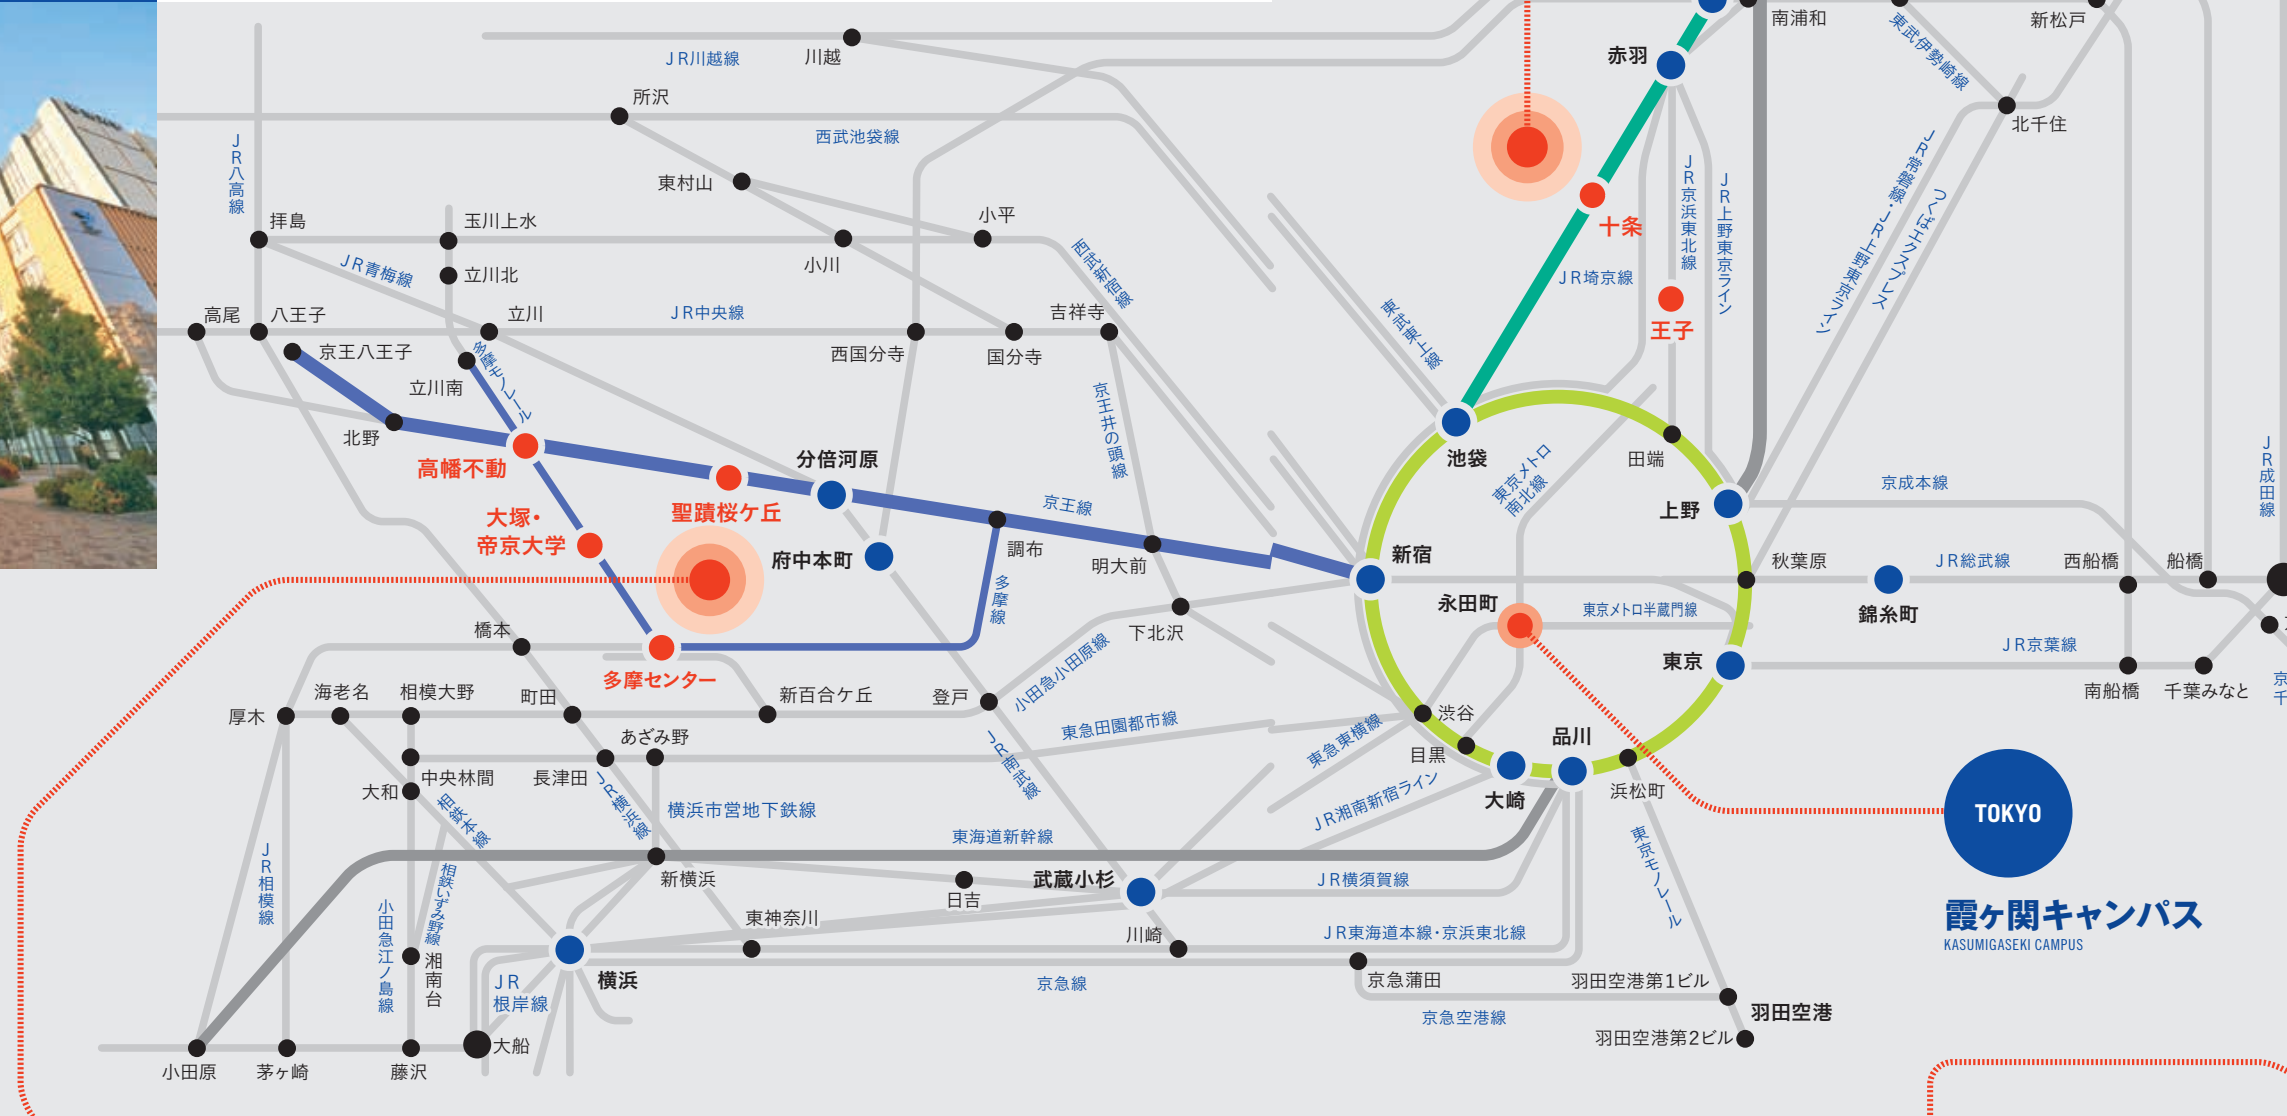 南浦和
新松戸
東武伊勢崎線
赤羽
北千住
JR川越線
川越
所沢
西武池袋線
JR八高線
東村山
小平
拝島
玉川上水
小川
西武新宿線
JR青梅線
立川北
高尾
八王子
立川
JR中央線
吉祥寺
京王八王子
立川南
多摩モノレール
西国分寺
国分寺
十条
JR埼京線
王子
JR京浜東北線
JR上野東京ライン
JR常磐線・JR上野東京ライン
つくばエクスプレス
東武東上線
北野
高幡不動
分倍河原
京王井の頭線
池袋
東京メトロ
南北線
田端
上野
京成本線
JR成田線
大塚・
帝京大学
聖蹟桜ケ丘
京王線
府中本町
調布
明大前
多摩線
新宿
永田町
東京メトロ半蔵門線
秋葉原
JR総武線
西船橋
船橋
錦糸町
橋本
多摩センター
下北沢
小田急小田原線
東京
JR京葉線
南船橋
千葉みなと
京
千
厚木
海老名
相模大野
町田
新百合ケ丘
登戸
渋谷
目黒
品川
東急田園都市線
東急東横線
あざみ野
中央林間
長津田
大和
JR横浜線
横浜市営地下鉄線
JR南武線
相鉄本線
大崎
浜松町
JR湘南新宿ライン
東海道新幹線
東京モノレール
TOKYO
霞ヶ関キャンパス
KASUMIGASEKI CAMPUS
JR相模線
小田急江ノ島線
相鉄いずみ野線
新横浜
日吉
武蔵小杉
JR横須賀線
東神奈川
川崎
JR東海道本線・京浜東北線
湘南台
JR
根岸線
横浜
京急線
京急蒲田
羽田空港第1ビル
羽田空港
京急空港線
羽田空港第2ビル
小田原
茅ヶ崎
藤沢
大船